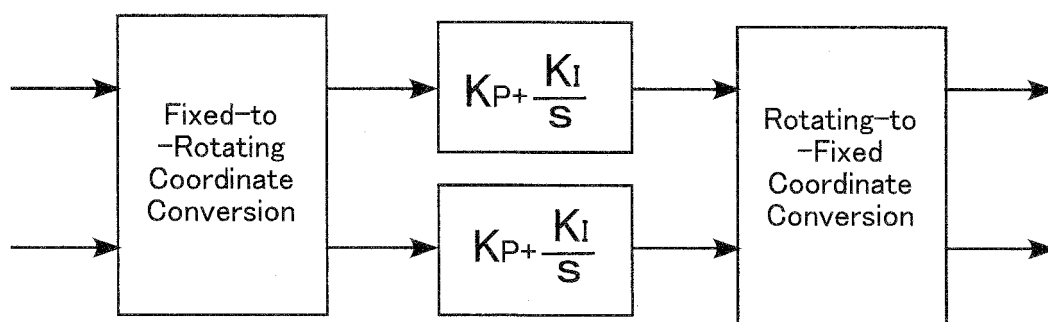 Fixed-to
-Rotating
Coordinate
Conversion
KP+ KI/S
KP+ KI/S
Rotating-to
-Fixed
Coordinate
Conversion